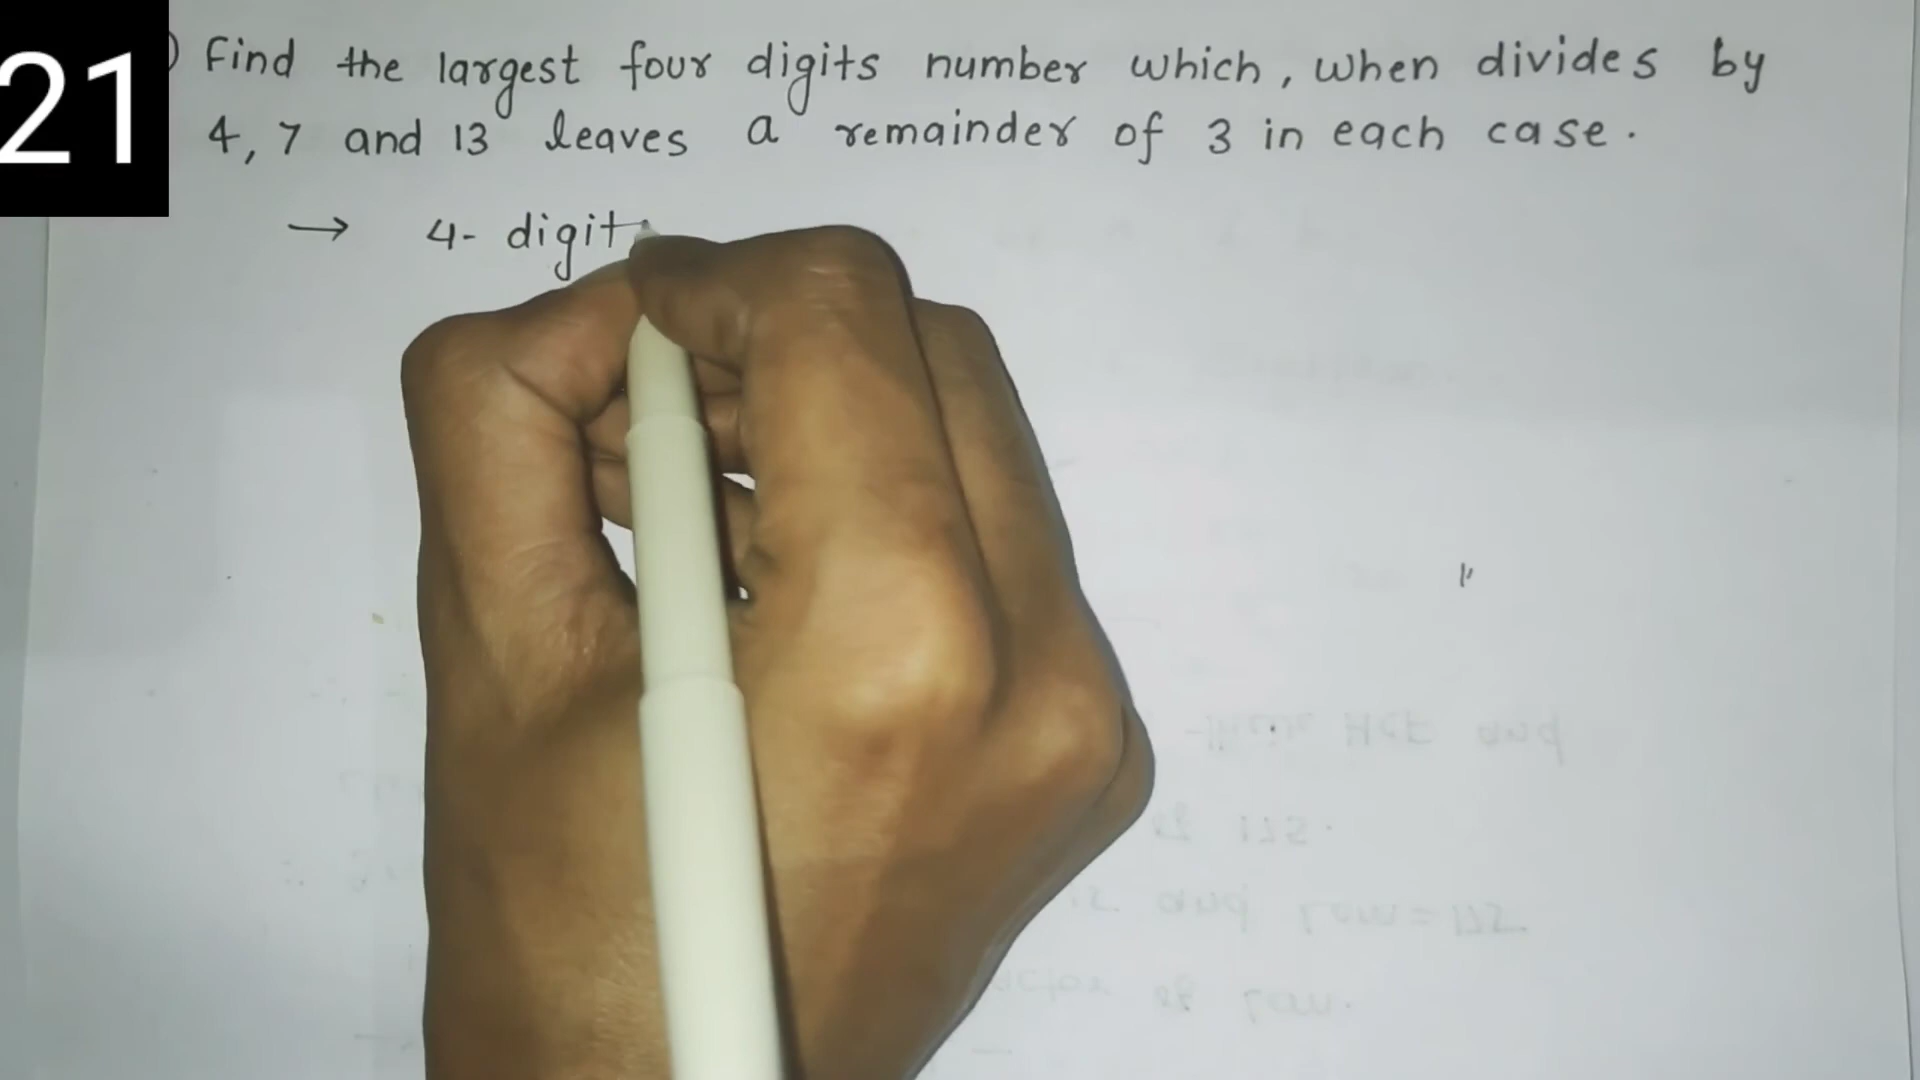 21
) Find the largest four digits number which, when divides by
4, 7 and 13 leaves a remainder of 3 in each case.
→ 4- digit